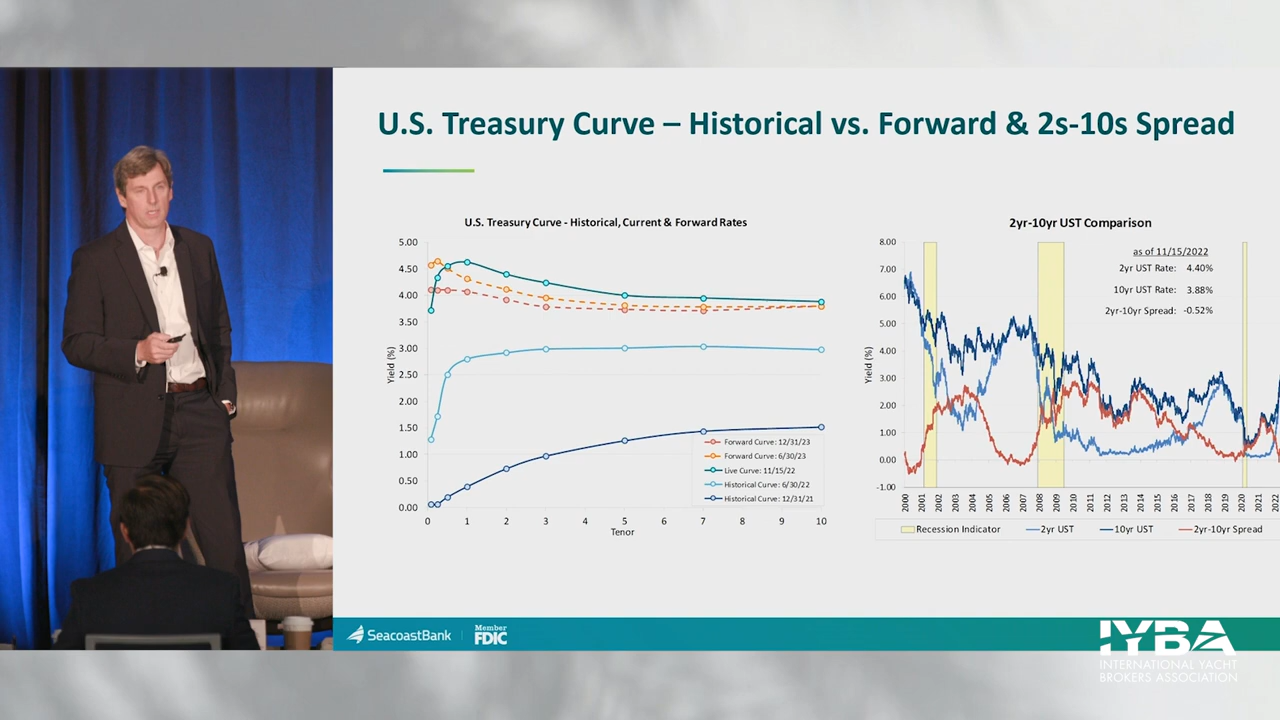 U.S. Treasury Curve – Historical vs. Forward & 2s-10s Spread
U.S. Treasury Curve - Historical, Current & Forward Rates
5.00
4.50
4.00
3.50
3.00
2.50
2.00
1.50
1.00
0.50
0.00
Yield (%)
0 1 2 3 4 5 6 7 8 9 10
Tenor
Forward Curve: 12/31/23
Forward Curve: 6/30/23
Live Curve: 11/15/22
Historical Curve: 6/30/22
Historical Curve: 12/31/21
2yr-10yr UST Comparison
as of 11/15/2022
2yr UST Rate: 4.40%
10yr UST Rate: 3.88%
2yr-10yr Spread: -0.52%
8.00
7.00
6.00
5.00
4.00
3.00
2.00
1.00
0.00
-1.00
Yield (%)
2000 2001 2002 2003 2004 2005 2006 2007 2008 2009 2010 2011 2012 2013 2014 2015 2016 2017 2018 2019 2020 2021 2022
Recession Indicator 2yr UST 10yr UST 2yr-10yr Spread
SeacoastBank
Member
FDIC
IYBA
INTERNATIONAL YACHT
BROKERS ASSOCIATION